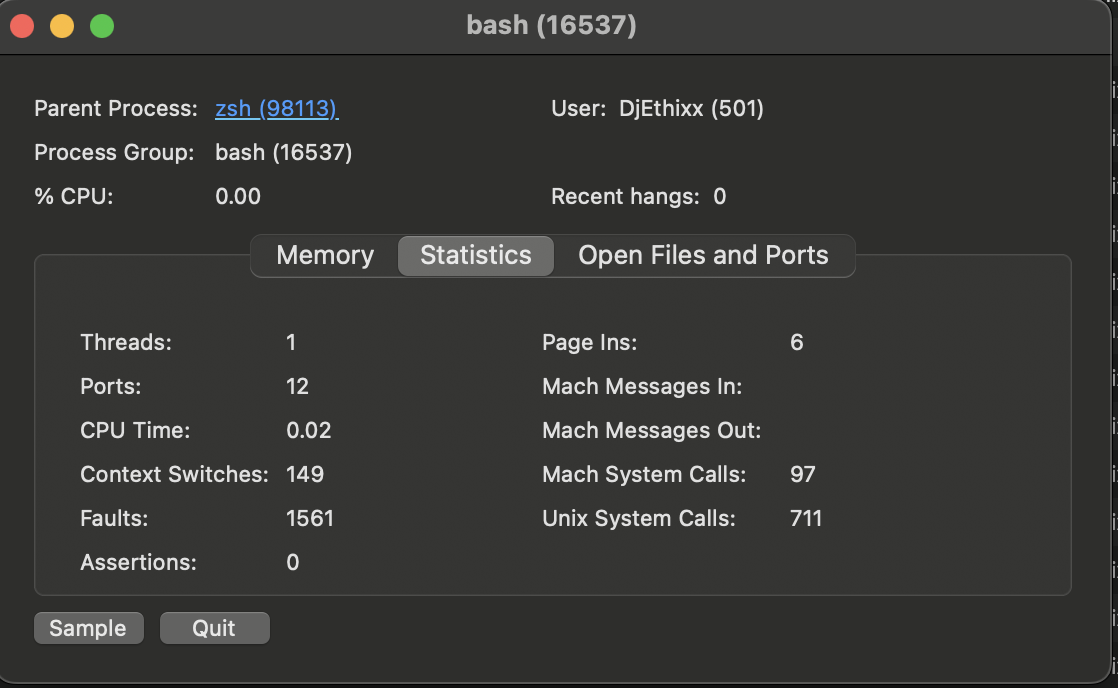 bash (16537)
Parent Process: zsh (98113) User: DjEthixx (501)
Process Group: bash (16537)
% CPU: 0.00 Recent hangs: 0
Memory Statistics Open Files and Ports
Threads: 1 Page Ins: 6
Ports: 12 Mach Messages In:
CPU Time: 0.02 Mach Messages Out:
Context Switches: 149 Mach System Calls: 97
Faults: 1561 Unix System Calls: 711
Assertions: 0
Sample Quit